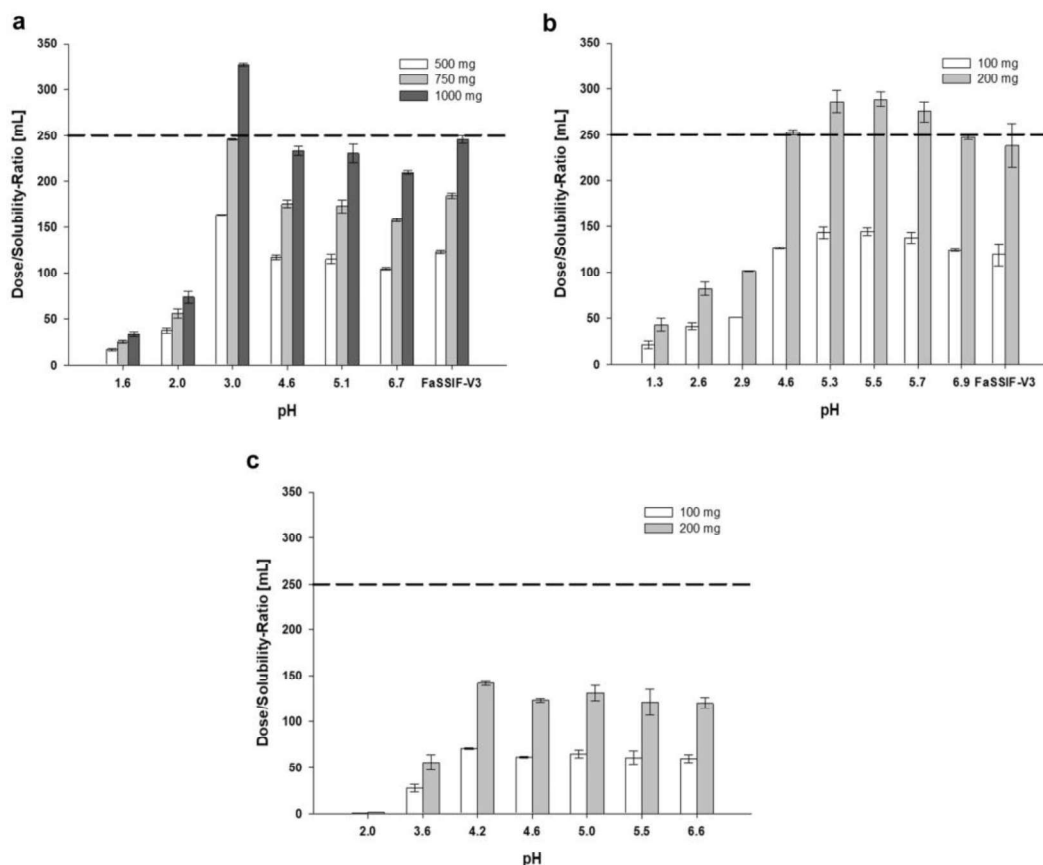 a
Dose/Solubility-Ratio [mL]
350
300
250
200
150
100
50
0
500 mg
750 mg
1000 mg
1.6 2.0 3.0 4.6 5.1 6.7 FaSSIF-V3
pH
b
Dose/Solubility-Ratio [mL]
350
300
250
200
150
100
50
0
100 mg
200 mg
1.3 2.6 2.9 4.6 5.3 5.5 5.7 6.9 FaSSIF-V3
pH
c
Dose/Solubility-Ratio [mL]
350
300
250
200
150
100
50
0
100 mg
200 mg
2.0 3.6 4.2 4.6 5.0 5.5 6.6
pH